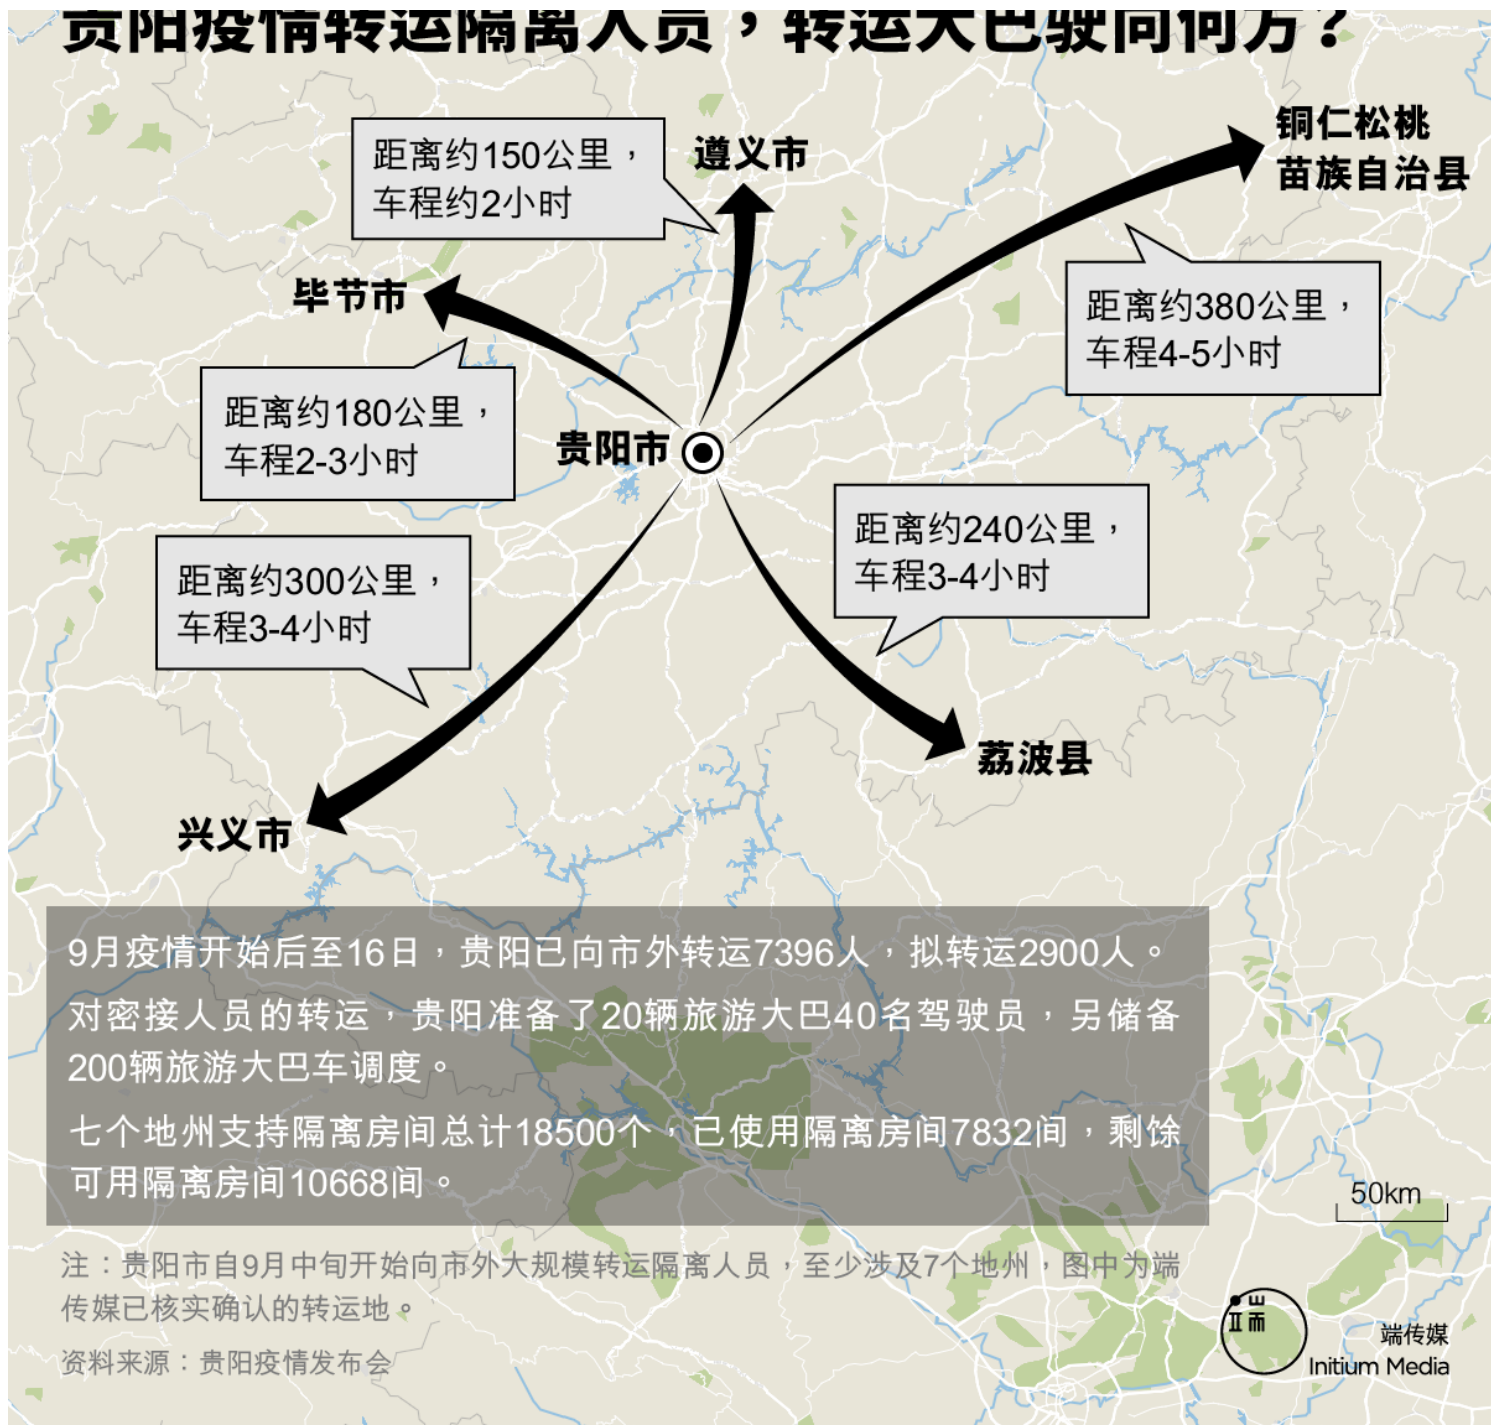 贵阳疫情转运隔离人员，转运大巴驶向何方？
铜仁松桃
苗族自治县
距离约150公里，
车程约2小时
遵义市
毕节市
距离约380公里，
车程4-5小时
距离约180公里，
车程2-3小时
贵阳市
距离约240公里，
车程3-4小时
距离约300公里，
车程3-4小时
荔波县
兴义市
9月疫情开始后至16日，贵阳已向市外转运7396人，拟转运2900人。
对密接人员的转运，贵阳准备了20辆旅游大巴40名驾驶员，另储备
200辆旅游大巴车调度。
七个地州支持隔离房间总计18500个，已使用隔离房间7832间，剩馀
可用隔离房间10668间。
50km
注：贵阳市自9月中旬开始向市外大规模转运隔离人员，至少涉及7个地州，图中为端
传媒已核实确认的转运地。
资料来源：贵阳疫情发布会
端
端传媒
Initium Media